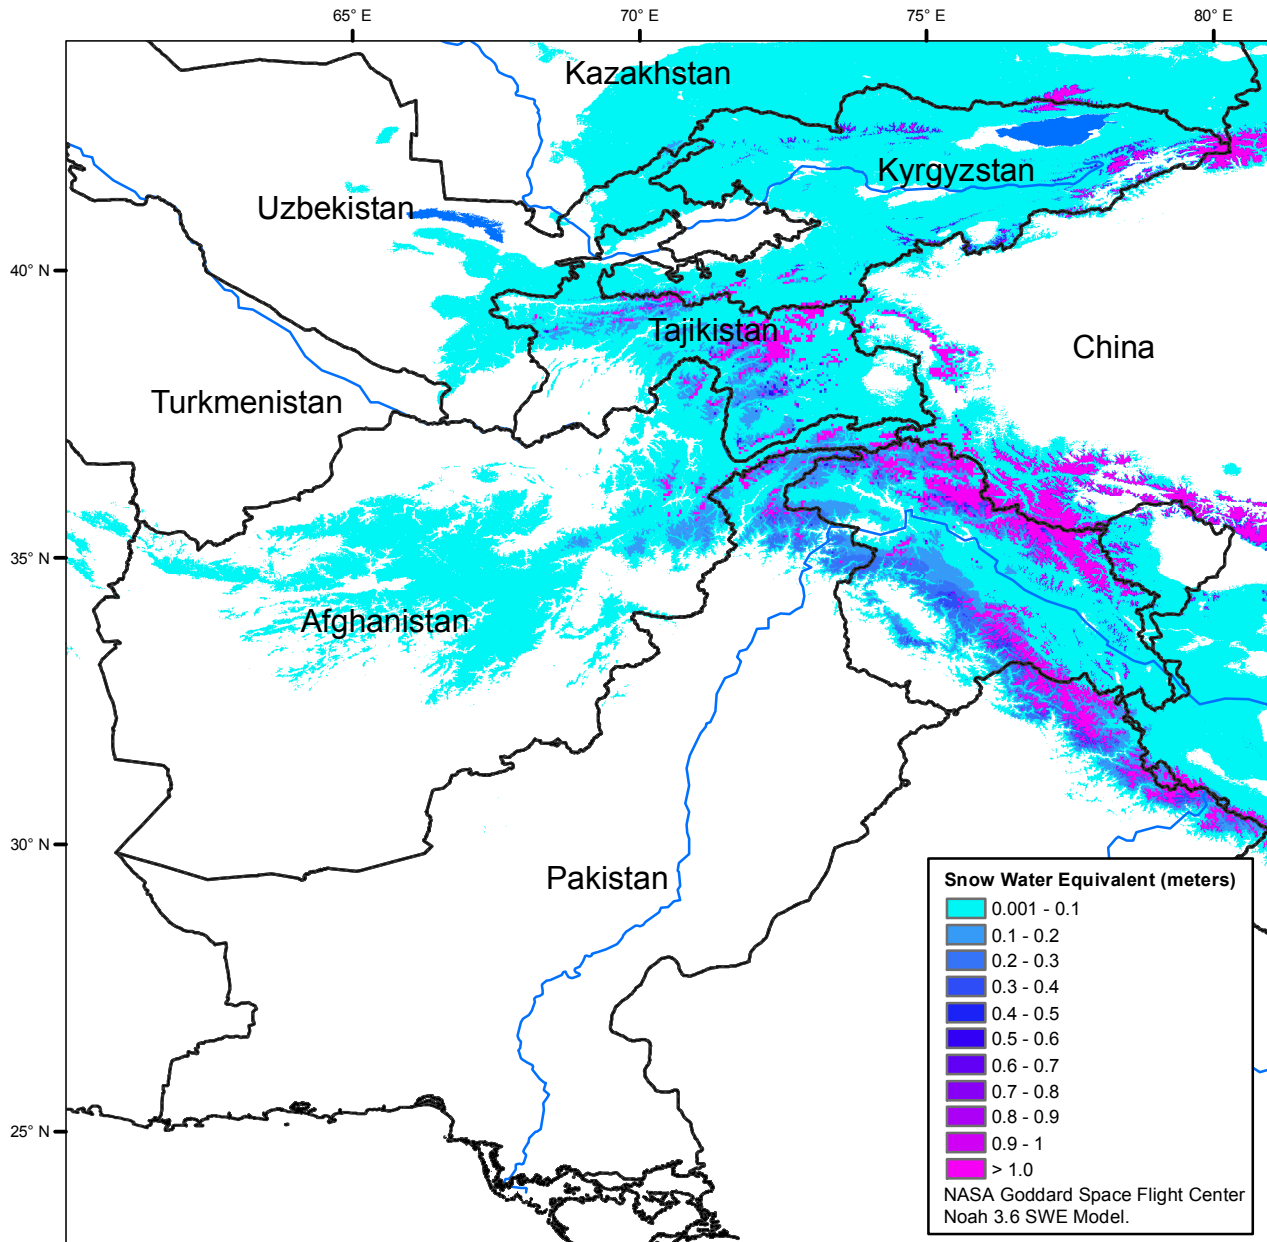 65° E
70° E
75° E
80° E
Kazakhstan
Kyrgyzstan
Uzbekistan
40° N
Tajikistan
China
Turkmenistan
35° N
Afghanistan
30° N
Pakistan
25° N
Snow Water Equivalent (meters)
0.001 - 0.1
0.1 - 0.2
0.2 - 0.3
0.3 - 0.4
0.4 - 0.5
0.5 - 0.6
0.6 - 0.7
0.7 - 0.8
0.8 - 0.9
0.9 - 1
> 1.0
NASA Goddard Space Flight Center
Noah 3.6 SWE Model.